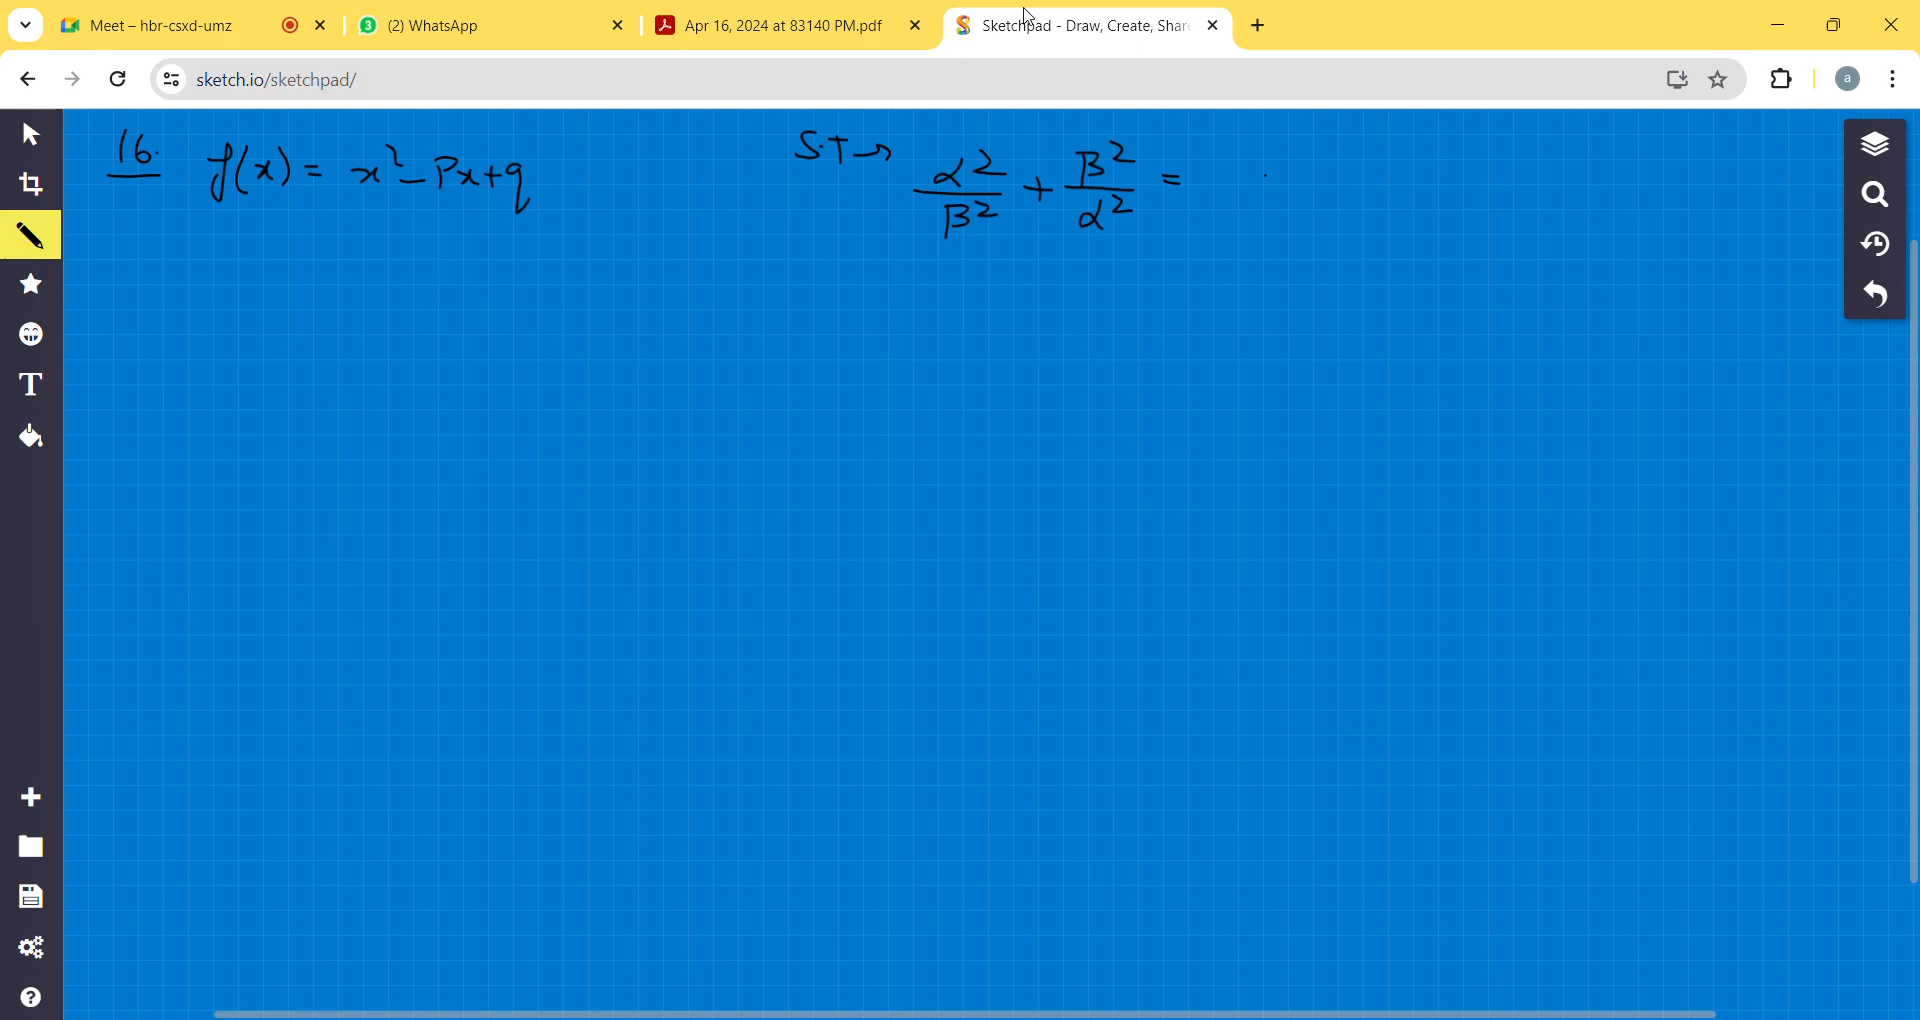 Meet – hbr-csxd-umz
(2) WhatsApp
Apr 16, 2024 at 83140 PM.pdf
Sketchpad - Draw, Create, Share
sketch.io/sketchpad/
a
16. f(x) = x² - Px + q
S.T → α²/β² + β²/α² =
T